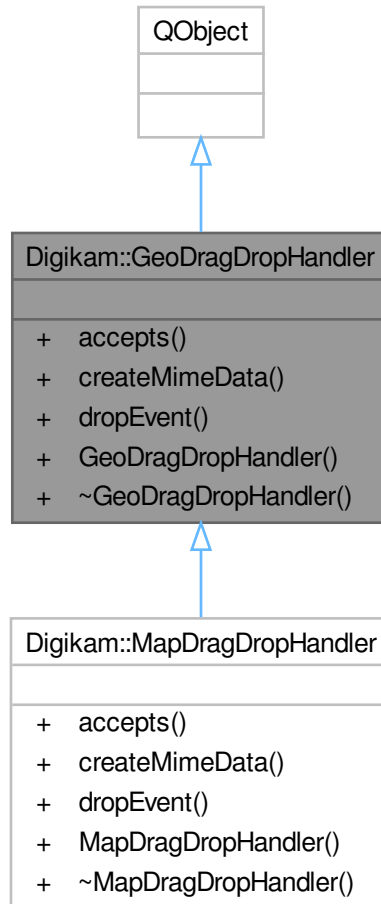 QObject
Digikam::GeoDragDropHandler
+ accepts()
+ createMimeData()
+ dropEvent()
+ GeoDragDropHandler()
+ ~GeoDragDropHandler()
Digikam::MapDragDropHandler
+ accepts()
+ createMimeData()
+ dropEvent()
+ MapDragDropHandler()
+ ~MapDragDropHandler()